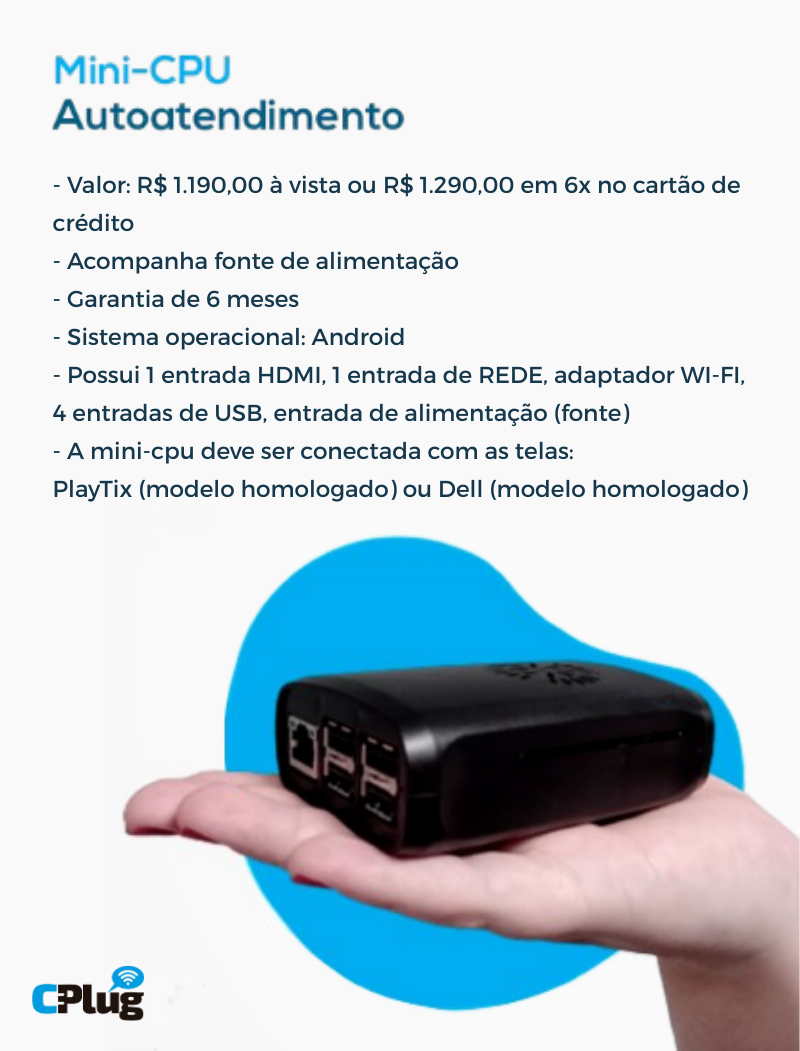 Mini-CPU
Autoatendimento
- Valor: R$ 1.190,00 à vista ou R$ 1.290,00 em 6x no cartão de
crédito
- Acompanha fonte de alimentação
- Garantia de 6 meses
- Sistema operacional: Android
- Possui 1 entrada HDMI, 1 entrada de REDE, adaptador WI-FI,
4 entradas de USB, entrada de alimentação (fonte)
- A mini-cpu deve ser conectada com as telas:
PlayTix (modelo homologado) ou Dell (modelo homologado)
CPlug